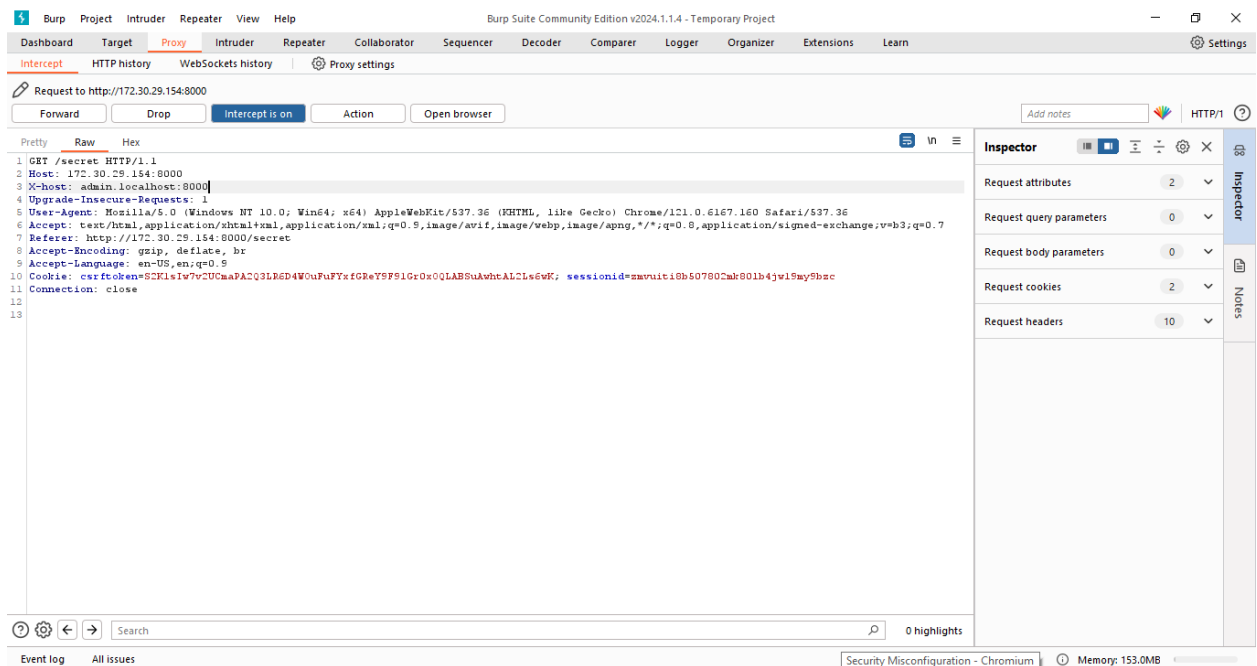 Burp Project Intruder Repeater View Help Burp Suite Community Edition v2024.1.1.4 - Temporary Project
Dashboard Target Proxy Intruder Repeater Collaborator Sequencer Decoder Comparer Logger Organizer Extensions Learn Settings
Intercept HTTP history WebSockets history Proxy settings
Request to http://172.30.29.154:8000
Forward Drop Intercept is on Action Open browser Add notes HTTP/1
Pretty Raw Hex \n
Inspector
1 GET /secret HTTP/1.1
2 Host: 172.30.29.154:8000
3 X-host: admin.localhost:8000
4 Upgrade-Insecure-Requests: 1
5 User-Agent: Mozilla/5.0 (Windows NT 10.0; Win64; x64) AppleWebKit/537.36 (KHTML, like Gecko) Chrome/121.0.6167.160 Safari/537.36
6 Accept: text/html,application/xhtml+xml,application/xml;q=0.9,image/avif,image/webp,image/apng,*/*;q=0.8,application/signed-exchange;v=b3;q=0.7
7 Referer: http://172.30.29.154:8000/secret
8 Accept-Encoding: gzip, deflate, br
9 Accept-Language: en-US,en;q=0.9
10 Cookie: csrftoken= sessionid=
11 Connection: close
12
13
Request attributes 2
Request query parameters 0
Request body parameters 0
Request cookies 2
Request headers 10
Inspector
Notes
Search 0 highlights
Event log All issues Security Misconfiguration - Chromium Memory: 153.0MB